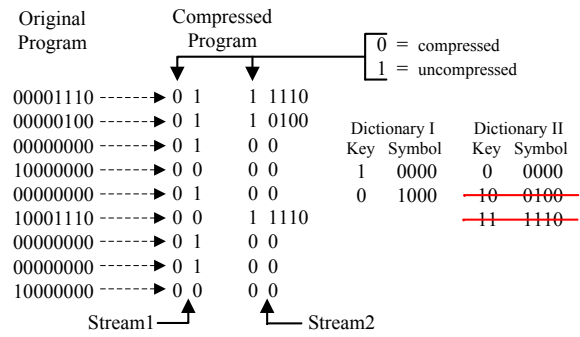 Original Program
Compressed Program
0 = compressed
1 = uncompressed
00001110 0 1 1 1110
00000100 0 1 1 0100
00000000 0 1 0 0
10000000 0 0 0 0
00000000 0 1 0 0
10001110 0 0 1 1110
00000000 0 1 0 0
00000000 0 1 0 0
10000000 0 0 0 0
Stream1
Stream2
Dictionary I
Key Symbol
1 0000
0 1000
Dictionary II
Key Symbol
0 0000
10 0100
11 1110